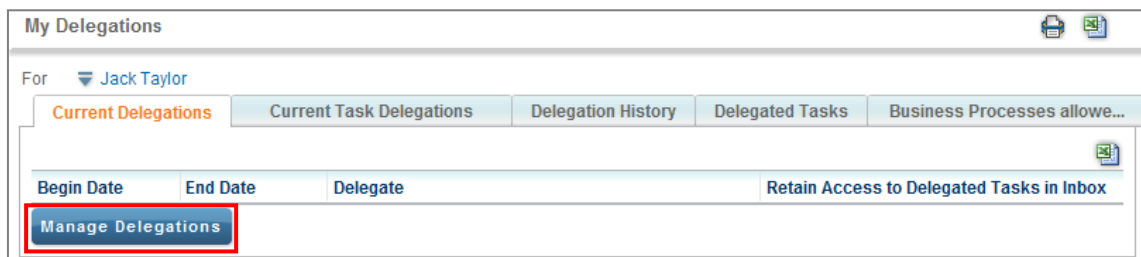 My Delegations
For Jack Taylor
Current Delegations Current Task Delegations Delegation History Delegated Tasks Business Processes allowe...
Begin Date End Date Delegate Retain Access to Delegated Tasks in Inbox
Manage Delegations